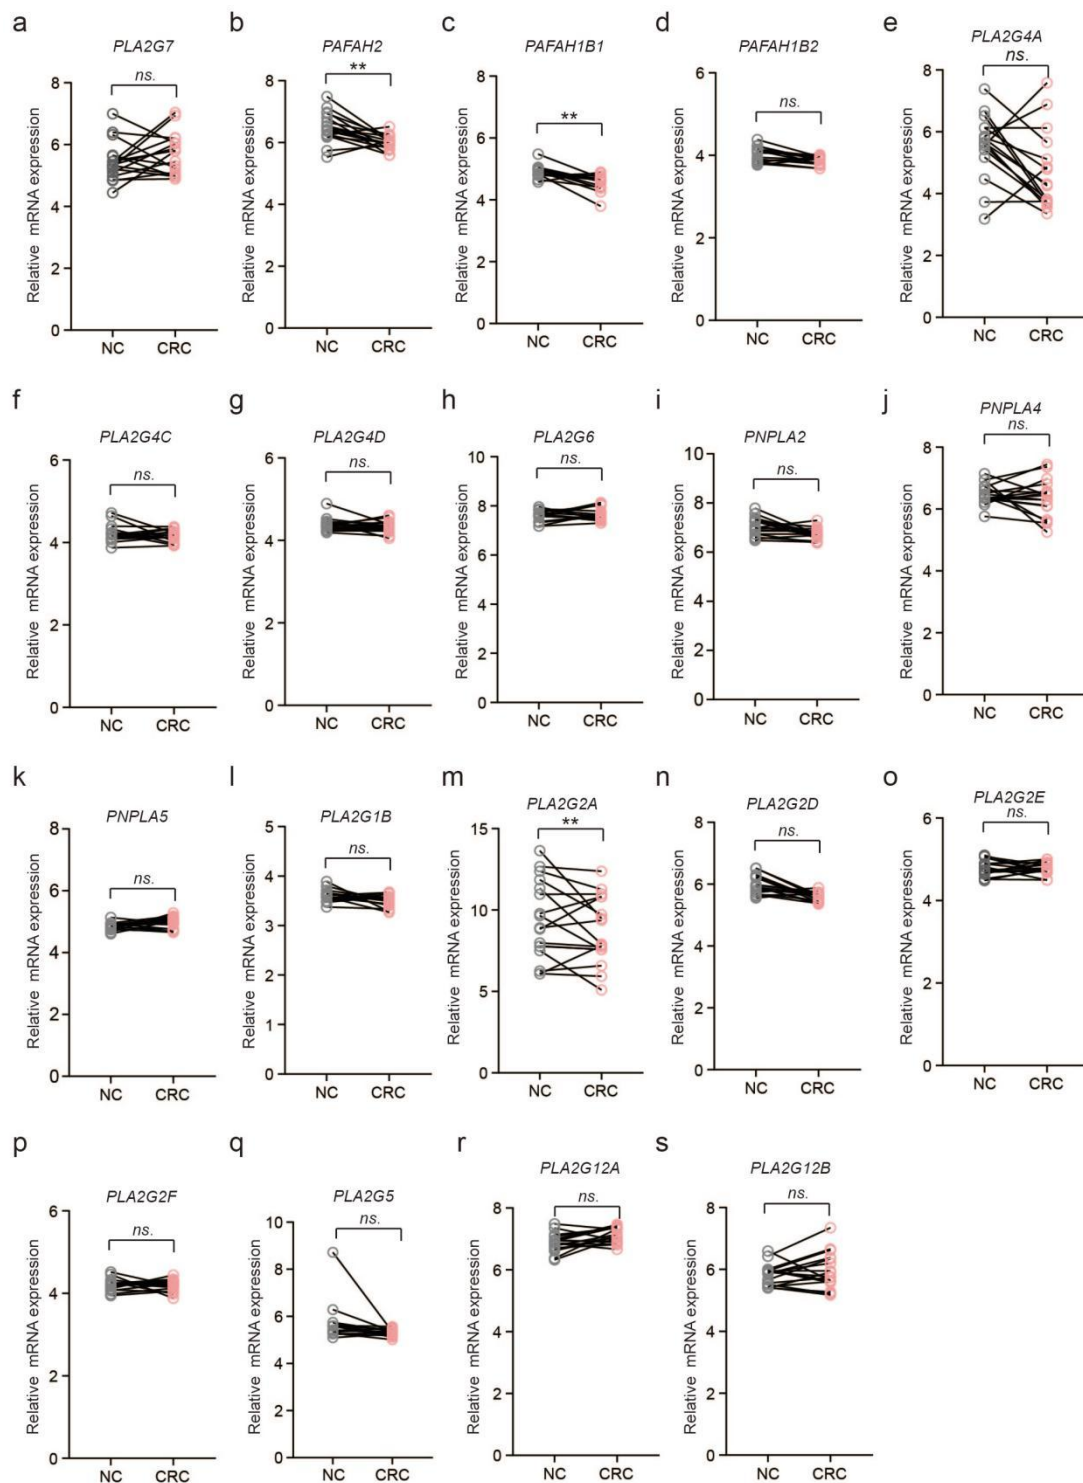 a
PLA2G7
ns.
Relative mRNA expression
8
6
4
2
0
NC CRC
b
PAFAH2
**
Relative mRNA expression
8
6
4
2
0
NC CRC
c
PAFAH1B1
**
Relative mRNA expression
8
6
4
2
0
NC CRC
d
PAFAH1B2
ns.
Relative mRNA expression
6
4
2
0
NC CRC
e
PLA2G4A
ns.
Relative mRNA expression
8
6
4
2
0
NC CRC
f
PLA2G4C
ns.
Relative mRNA expression
6
4
2
0
NC CRC
g
PLA2G4D
ns.
Relative mRNA expression
6
4
2
0
NC CRC
h
PLA2G6
ns.
Relative mRNA expression
10
8
6
4
2
0
NC CRC
i
PNPLA2
ns.
Relative mRNA expression
10
8
6
4
2
0
NC CRC
j
PNPLA4
ns.
Relative mRNA expression
8
6
4
2
0
NC CRC
k
PNPLA5
ns.
Relative mRNA expression
8
6
4
2
0
NC CRC
l
PLA2G1B
ns.
Relative mRNA expression
5
4
3
2
1
0
NC CRC
m
PLA2G2A
**
Relative mRNA expression
15
10
5
0
NC CRC
n
PLA2G2D
ns.
Relative mRNA expression
8
6
4
2
0
NC CRC
o
PLA2G2E
ns.
Relative mRNA expression
6
4
2
0
NC CRC
p
PLA2G2F
ns.
Relative mRNA expression
6
4
2
0
NC CRC
q
PLA2G5
ns.
Relative mRNA expression
10
8
6
4
2
0
NC CRC
r
PLA2G12A
ns.
Relative mRNA expression
8
6
4
2
0
NC CRC
s
PLA2G12B
ns.
Relative mRNA expression
8
6
4
2
0
NC CRC